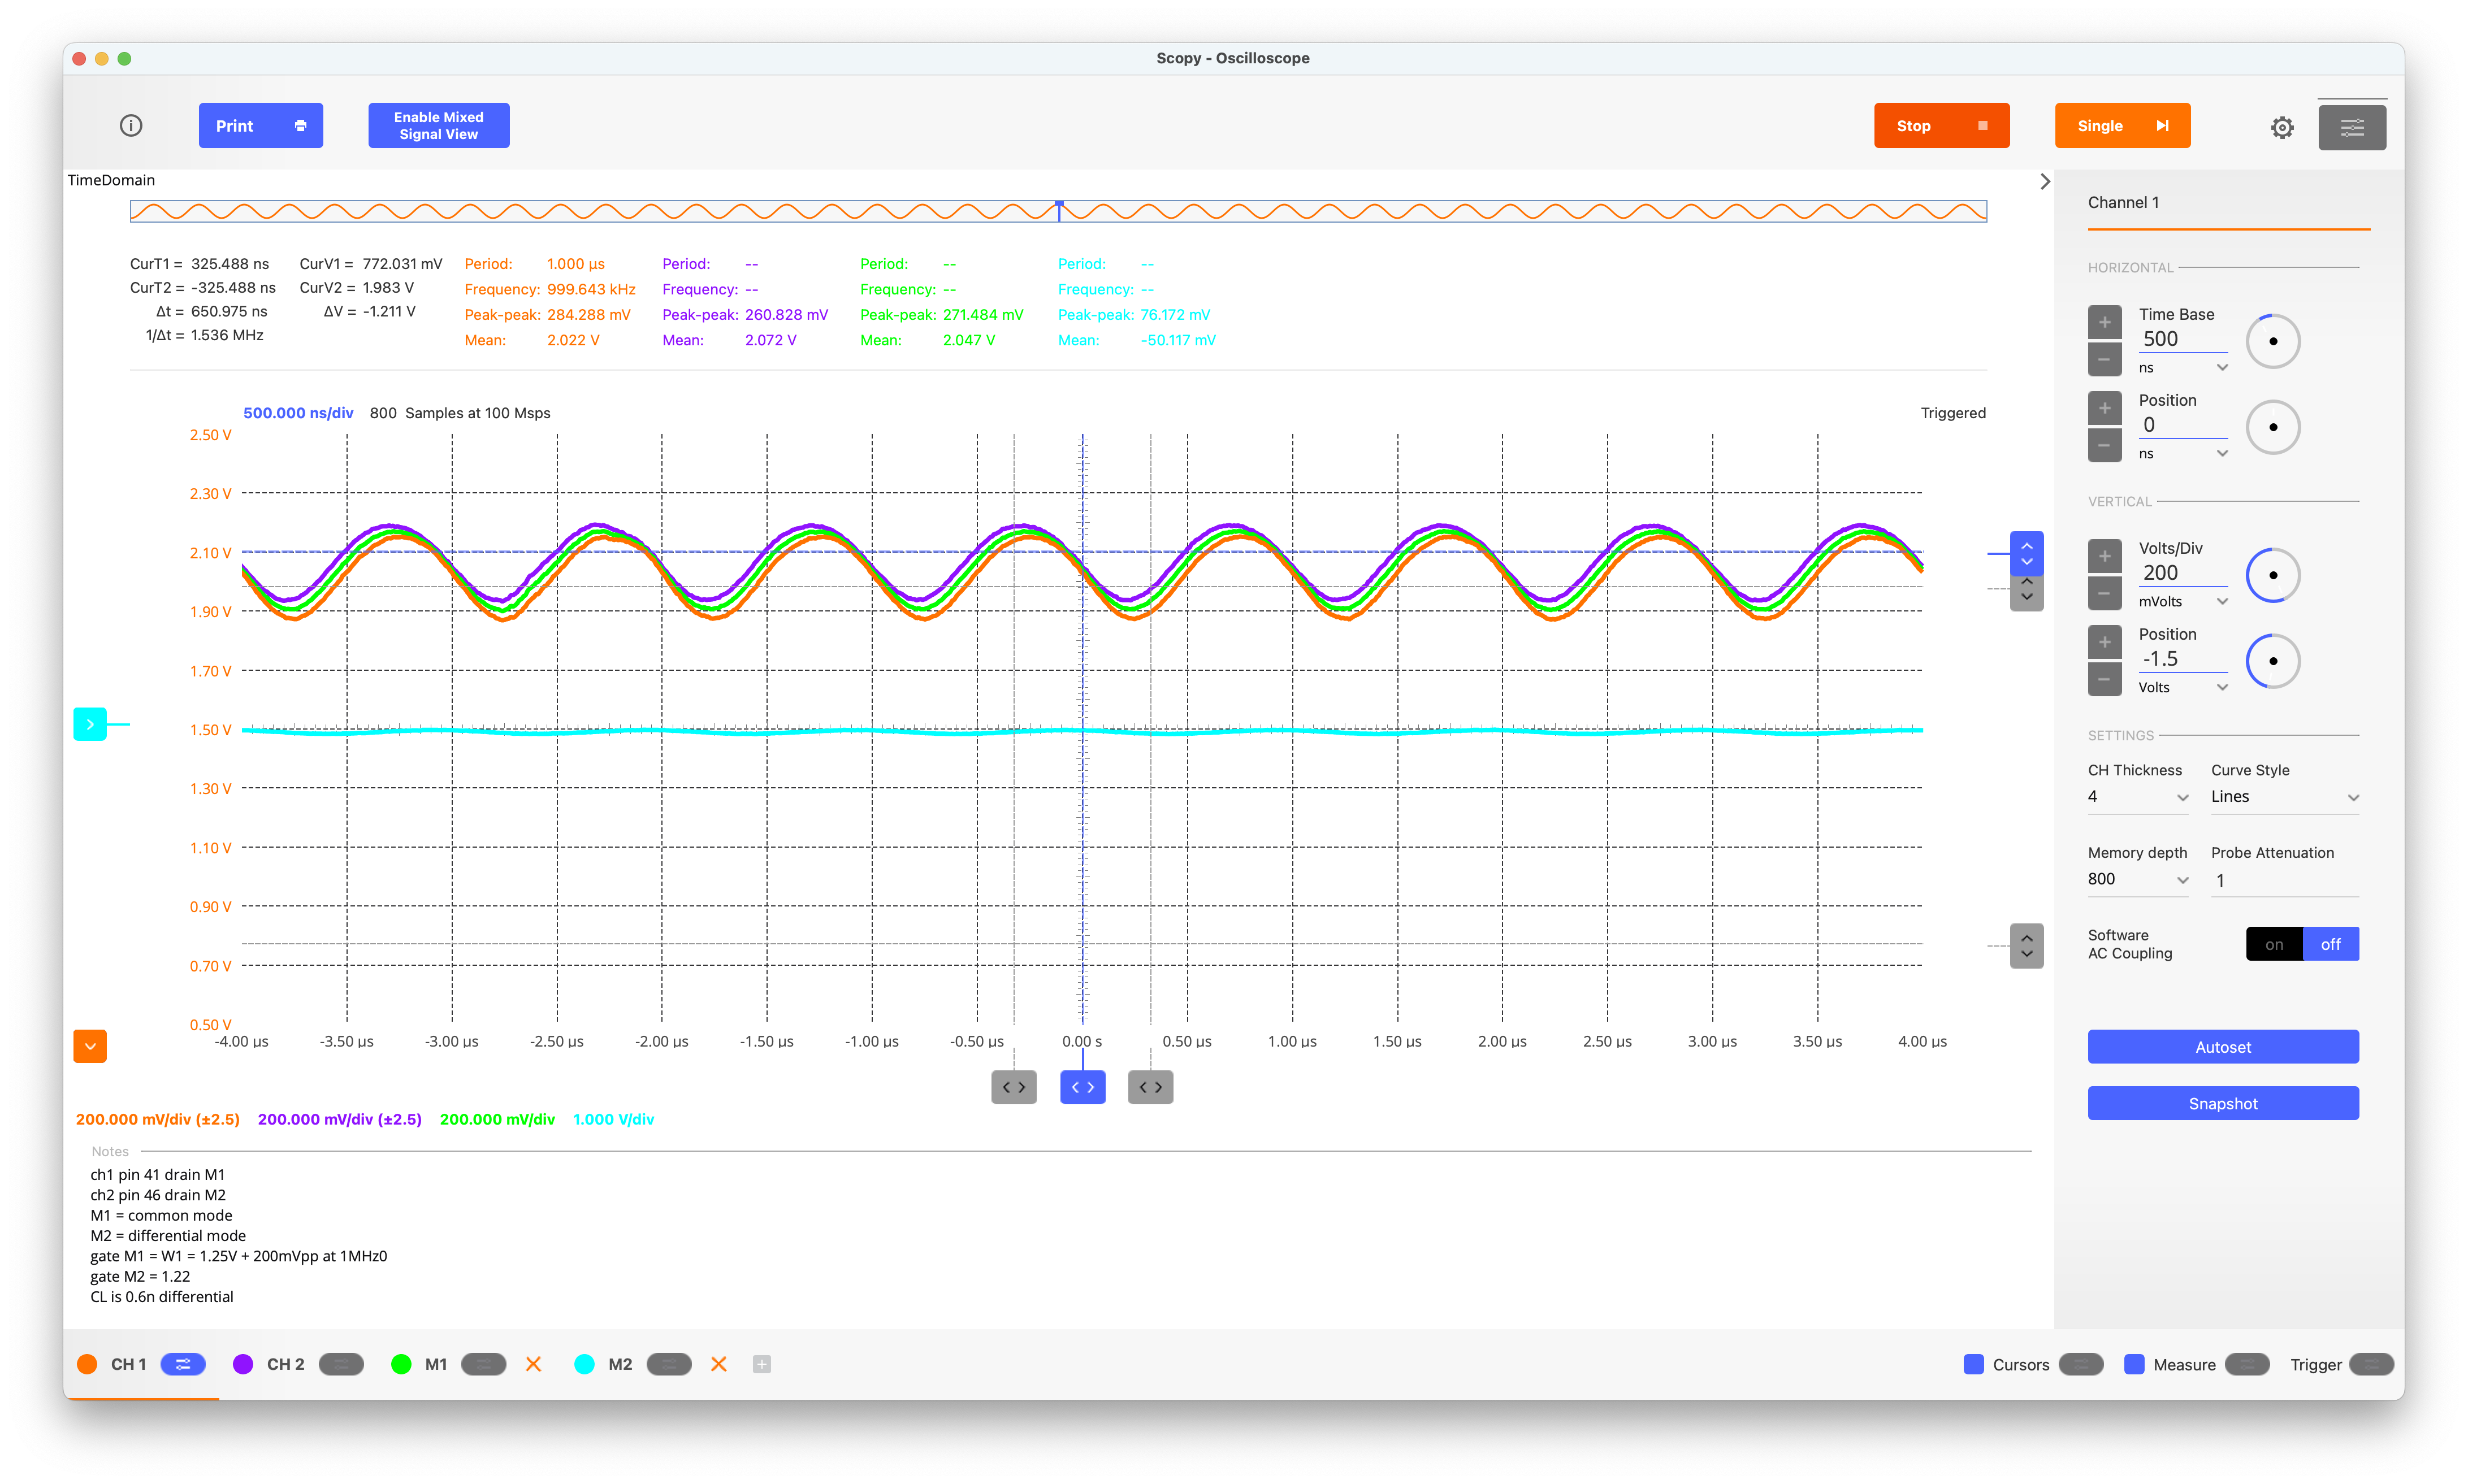 Scopy - Oscilloscope
Print
Enable Mixed
Signal View
Stop
Single
TimeDomain
CurT1 = 325.488 ns
CurT2 = -325.488 ns
Δt = 650.975 ns
1/Δt = 1.536 MHz
CurV1 = 772.031 mV
CurV2 = 1.983 V
ΔV = -1.211 V
Period: 1.000 µs
Frequency: 999.643 kHz
Peak-peak: 284.288 mV
Mean: 2.022 V
Period: --
Frequency: --
Peak-peak: 260.828 mV
Mean: 2.072 V
Period: --
Frequency: --
Peak-peak: 271.484 mV
Mean: 2.047 V
Period: --
Frequency: --
Peak-peak: 76.172 mV
Mean: -50.117 mV
500.000 ns/div 800 Samples at 100 Msps
Triggered
2.50 V
2.30 V
2.10 V
1.90 V
1.70 V
1.50 V
1.30 V
1.10 V
0.90 V
0.70 V
0.50 V
-4.00 µs -3.50 µs -3.00 µs -2.50 µs -2.00 µs -1.50 µs -1.00 µs -0.50 µs 0.00 s 0.50 µs 1.00 µs 1.50 µs 2.00 µs 2.50 µs 3.00 µs 3.50 µs 4.00 µs
200.000 mV/div (±2.5) 200.000 mV/div (±2.5) 200.000 mV/div 1.000 V/div
Notes
ch1 pin 41 drain M1
ch2 pin 46 drain M2
M1 = common mode
M2 = differential mode
gate M1 = W1 = 1.25V + 200mVpp at 1MHz0
gate M2 = 1.22
CL is 0.6n differential
Channel 1
HORIZONTAL
Time Base
500
ns
Position
0
ns
VERTICAL
Volts/Div
200
mVolts
Position
-1.5
Volts
SETTINGS
CH Thickness Curve Style
4 Lines
Memory depth Probe Attenuation
800 1
Software
AC Coupling
on off
Autoset
Snapshot
CH 1 CH 2 M1 M2 Cursors Measure Trigger